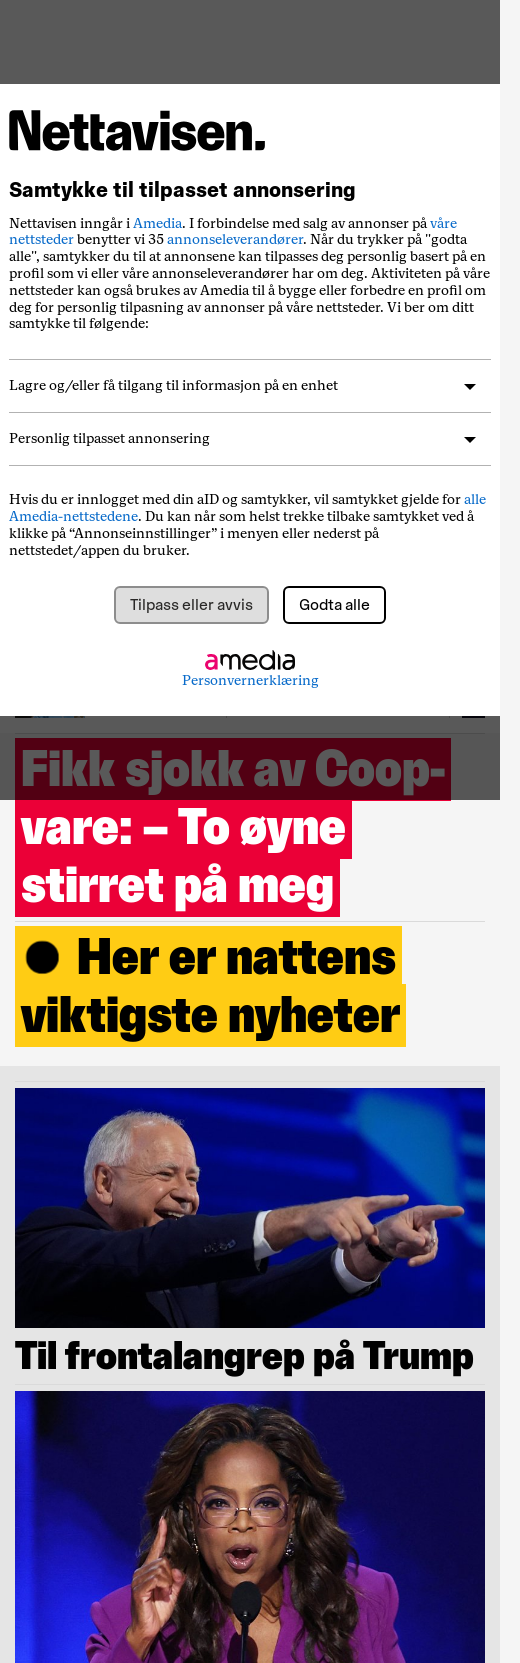 Nettavisen.
Samtykke til tilpasset annonsering
Nettavisen inngår i Amedia. I forbindelse med salg av annonser på våre
nettsteder benytter vi 35 annonseleverandører. Når du trykker på "godta
alle", samtykker du til at annonsene kan tilpasses deg personlig basert på en
profil som vi eller våre annonseleverandører har om deg. Aktiviteten på våre
nettsteder kan også brukes av Amedia til å bygge eller forbedre en profil om
deg for personlig tilpasning av annonser på våre nettsteder. Vi ber om ditt
samtykke til følgende:
Lagre og/eller få tilgang til informasjon på en enhet
Personlig tilpasset annonsering
Hvis du er innlogget med din aID og samtykker, vil samtykket gjelde for alle
Amedia-nettstedene. Du kan når som helst trekke tilbake samtykket ved å
klikke på “Annonseinnstillinger” i menyen eller nederst på
nettstedet/appen du bruker.
Tilpass eller avvis
Godta alle
amedia
Personvernerklæring
Fikk sjokk av Coop-
vare: – To øyne
stirret på meg
Her er nattens
viktigste nyheter
Til frontalangrep på Trump